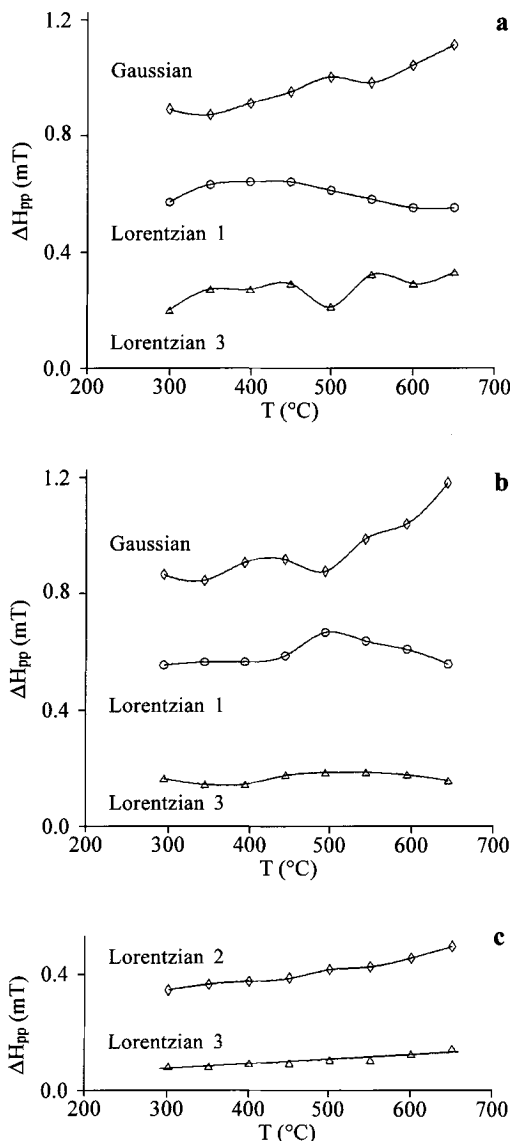 a
1.2
Gaussian
0.8
ΔHpp (mT)
Lorentzian 1
0.4
Lorentzian 3
0.0
200 300 400 500 600 700
T (°C)
b
1.2
Gaussian
0.8
ΔHpp (mT)
Lorentzian 1
0.4
Lorentzian 3
0.0
200 300 400 500 600 700
T (°C)
c
Lorentzian 2
0.4
ΔHpp (mT)
Lorentzian 3
0.0
200 300 400 500 600 700
T (°C)